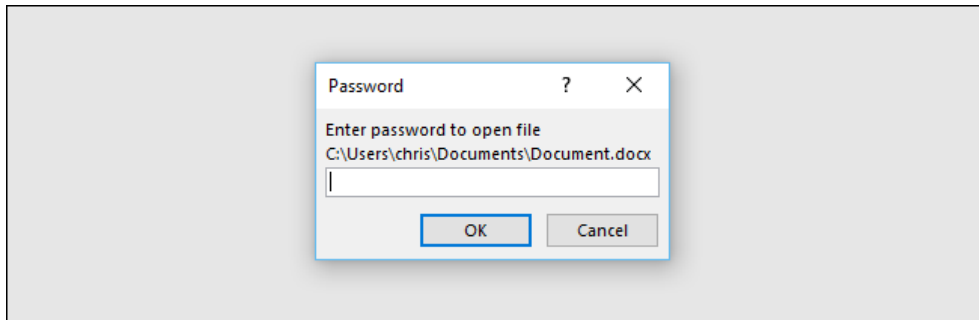 Password ?
Enter password to open file
C:\Users\chris\Documents\Document.docx
OK Cancel